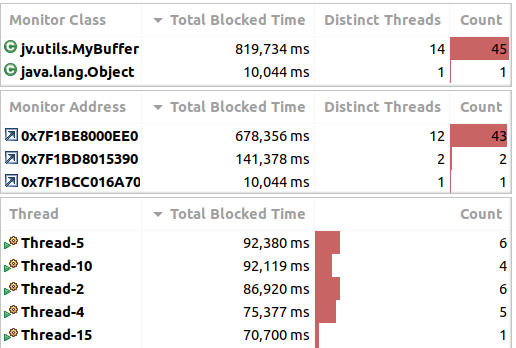 Monitor Class Total Blocked Time Distinct Threads Count
jv.utils.MyBuffer 819,734 ms 14 45
java.lang.Object 10,044 ms 1 1
Monitor Address Total Blocked Time Distinct Threads Count
0x7F1BE8000EE0 678,356 ms 12 43
0x7F1BD8015390 141,378 ms 2 2
0x7F1BCC016A70 10,044 ms 1 1
Thread Total Blocked Time Count
Thread-5 92,380 ms 6
Thread-10 92,119 ms 4
Thread-2 86,920 ms 6
Thread-4 75,377 ms 5
Thread-15 70,700 ms 1